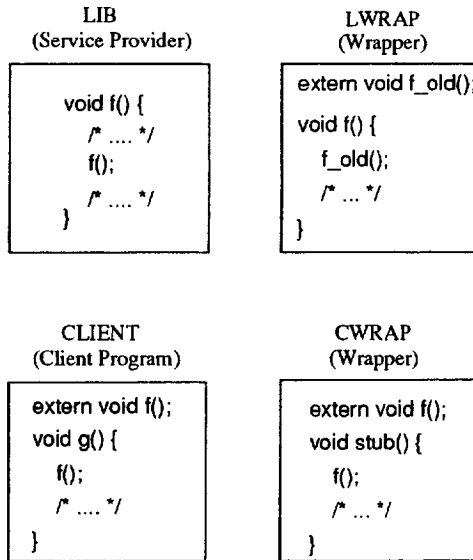 LIB
(Service Provider)
void f() {
/* .... */
f();
/* .... */
}
LWRAP
(Wrapper)
extern void f_old();
void f() {
f_old();
/* ... */
}
CLIENT
(Client Program)
extern void f();
void g() {
f();
/* .... */
}
CWRAP
(Wrapper)
extern void f();
void stub() {
f();
/* ... */
}